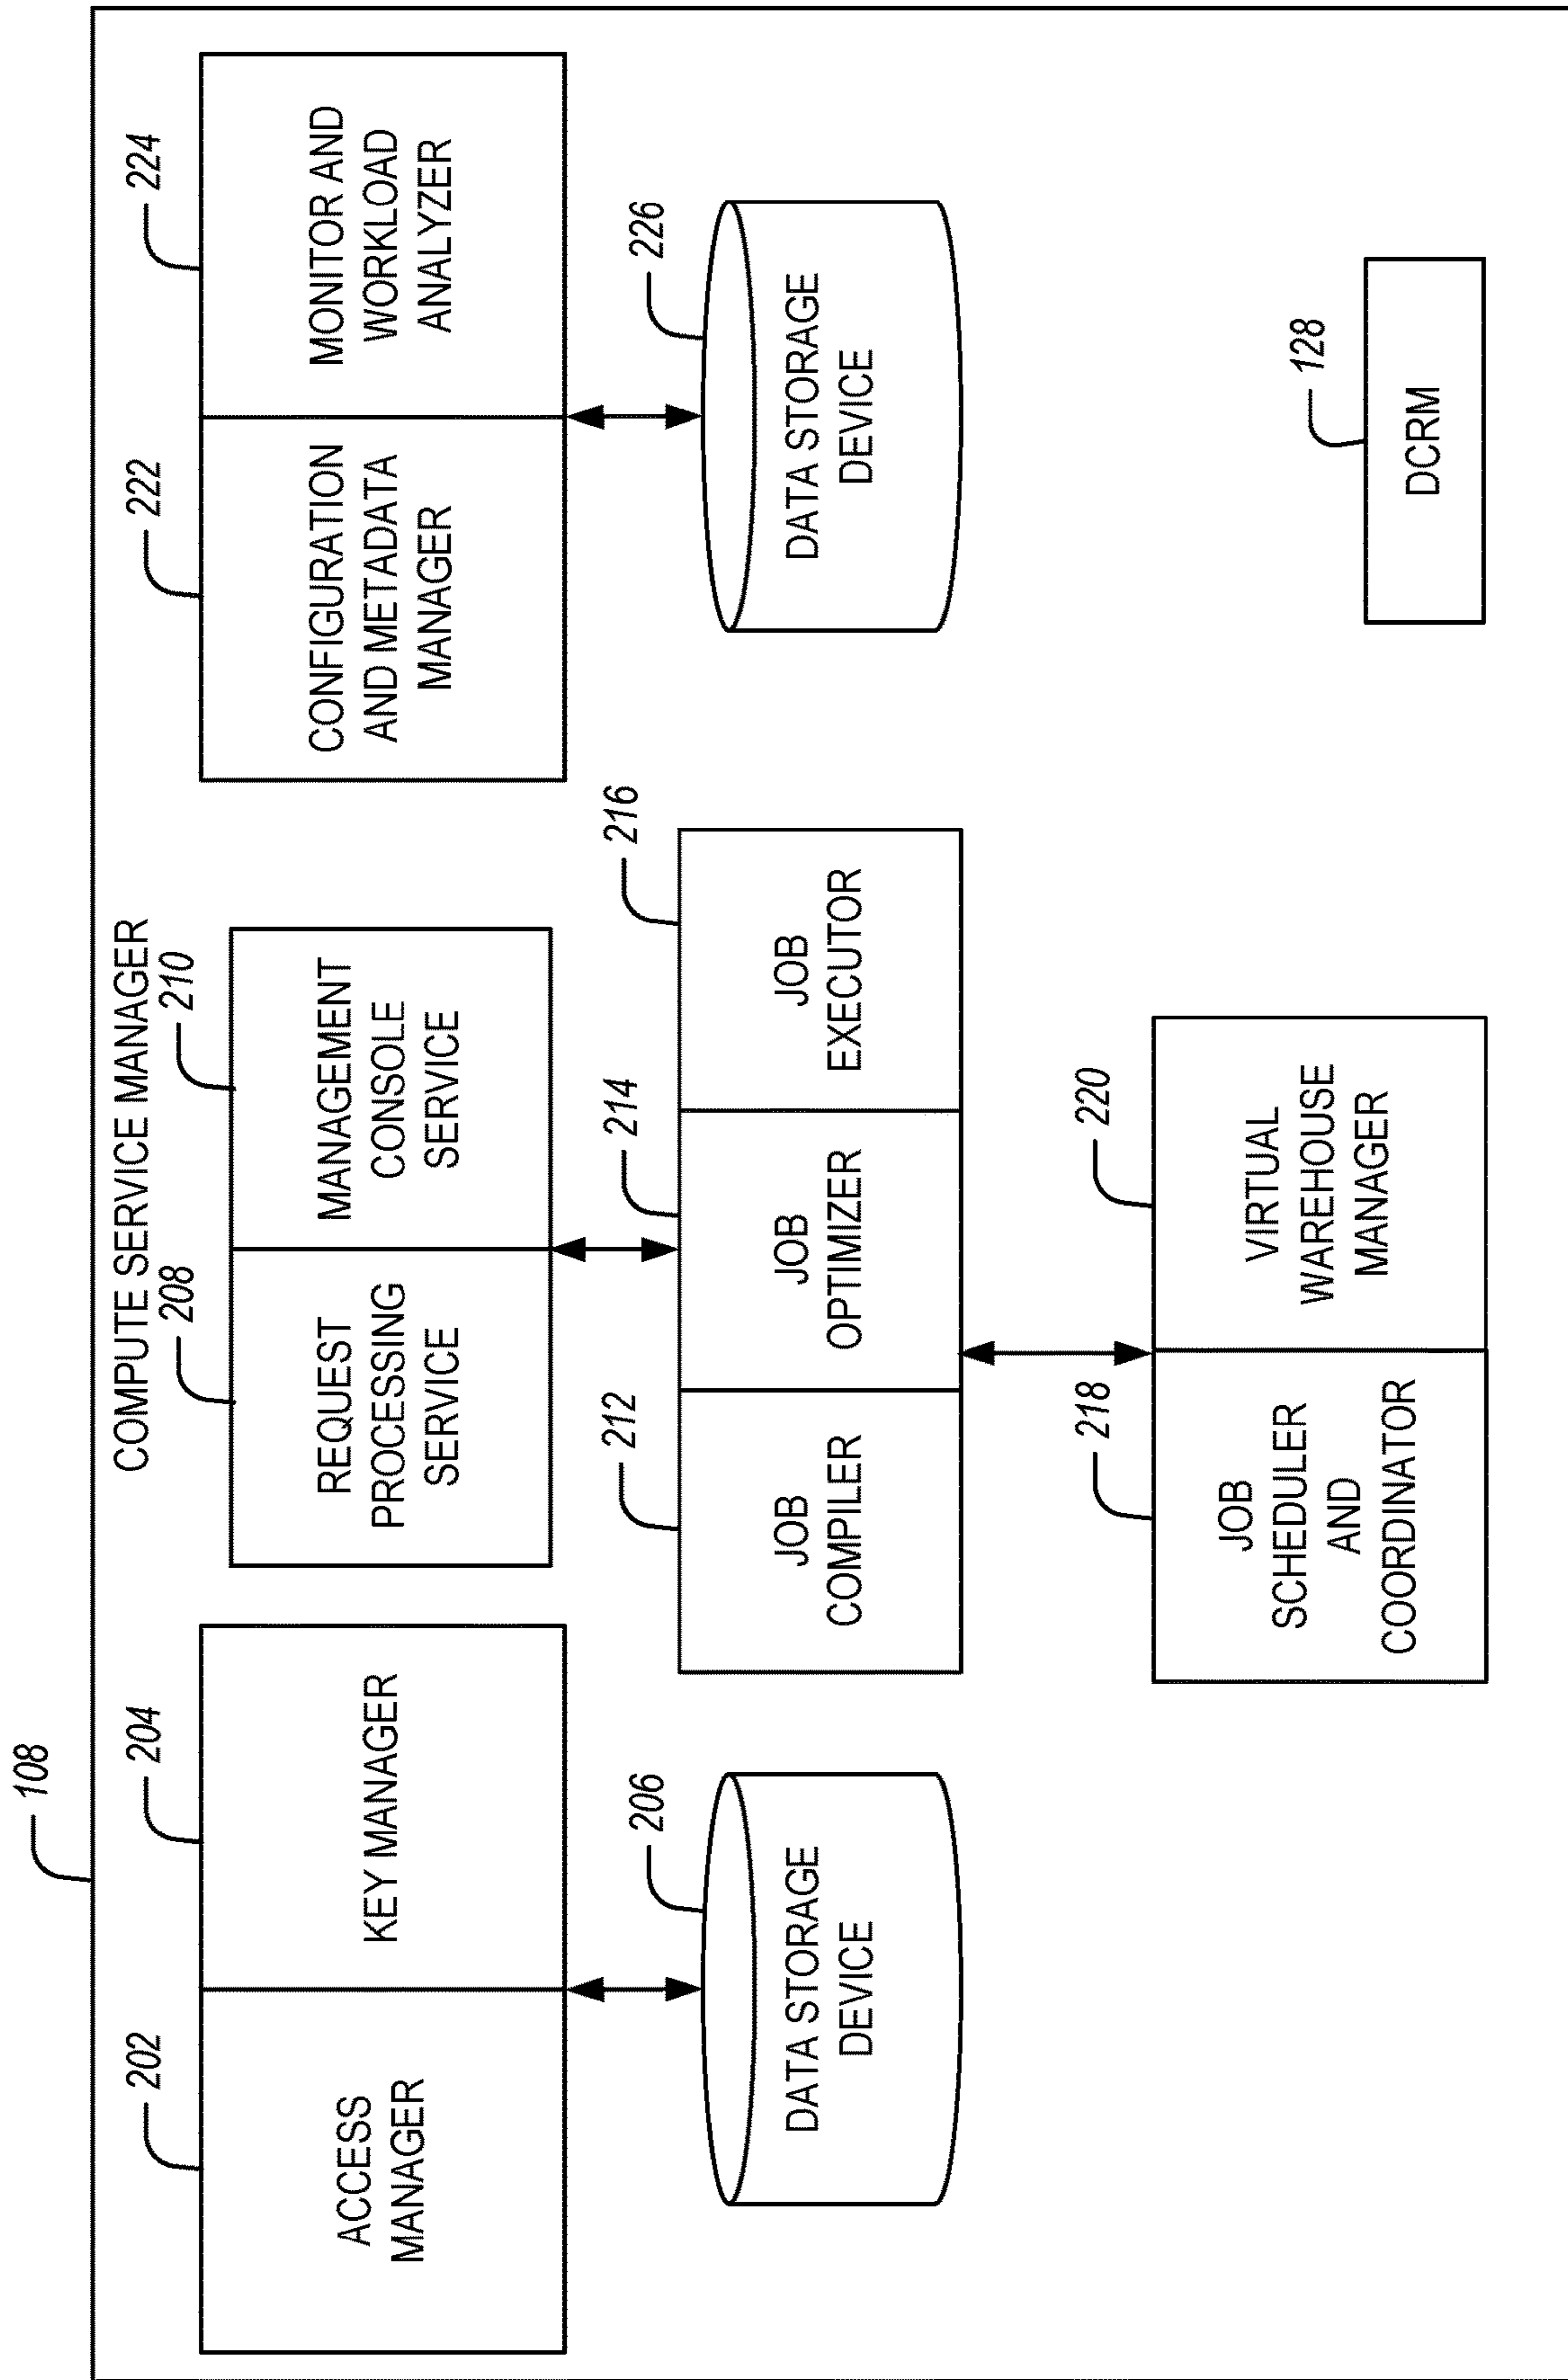 108
COMPUTE SERVICE MANAGER
202
204
ACCESS
MANAGER
KEY MANAGER
206
DATA STORAGE
DEVICE
208
210
REQUEST
PROCESSING
SERVICE
MANAGEMENT
CONSOLE
SERVICE
212
214
216
JOB
COMPILER
JOB
OPTIMIZER
JOB
EXECUTOR
218
220
JOB
SCHEDULER
AND
COORDINATOR
VIRTUAL
WAREHOUSE
MANAGER
222
224
CONFIGURATION
AND METADATA
MANAGER
MONITOR AND
WORKLOAD
ANALYZER
226
DATA STORAGE
DEVICE
128
DCRM